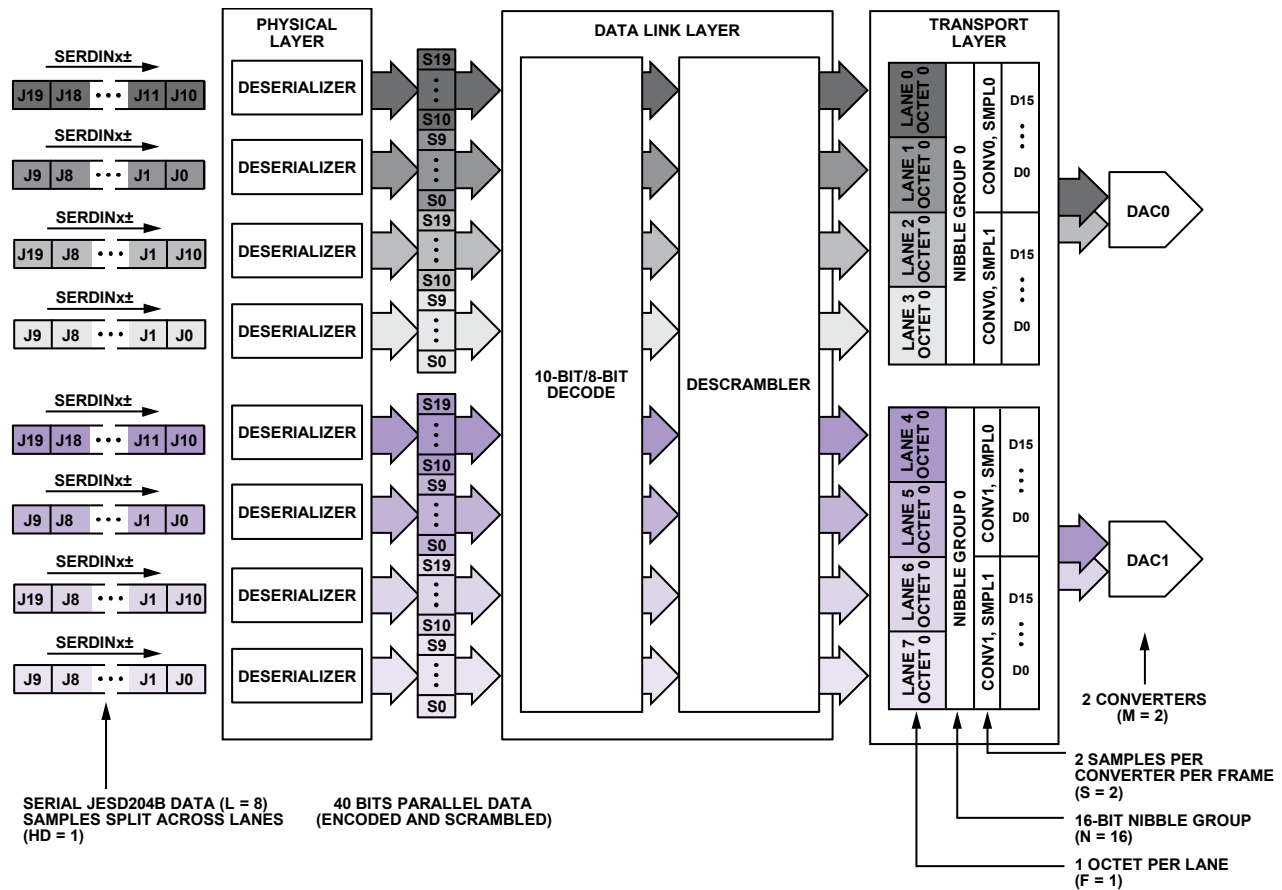 PHYSICAL
LAYER
DATA LINK LAYER
TRANSPORT
LAYER
SERDINx±
J19 J18 ••• J11 J10
DESERIALIZER
S19
S10
SERDINx±
J9 J8 ••• J1 J0
DESERIALIZER
S9
S0
SERDINx±
J19 J8 ••• J1 J10
DESERIALIZER
S19
S10
SERDINx±
J9 J8 ••• J1 J0
DESERIALIZER
S9
S0
SERDINx±
J19 J18 ••• J11 J10
DESERIALIZER
S19
S10
SERDINx±
J9 J8 ••• J1 J0
DESERIALIZER
S9
S0
SERDINx±
J19 J8 ••• J1 J10
DESERIALIZER
S19
S10
SERDINx±
J9 J8 ••• J1 J0
DESERIALIZER
S9
S0
10-BIT/8-BIT
DECODE
DESCRAMBLER
LANE 0
OCTET 0
LANE 1
OCTET 0
LANE 2
OCTET 0
LANE 3
OCTET 0
NIBBLE GROUP 0
CONV0, SMPL0
CONV0, SMPL1
D15
D0
D15
D0
DAC0
LANE 4
OCTET 0
LANE 5
OCTET 0
LANE 6
OCTET 0
LANE 7
OCTET 0
NIBBLE GROUP 0
CONV1, SMPL0
CONV1, SMPL1
D15
D0
D15
D0
DAC1
2 CONVERTERS
(M = 2)
2 SAMPLES PER
CONVERTER PER FRAME
(S = 2)
16-BIT NIBBLE GROUP
(N = 16)
1 OCTET PER LANE
(F = 1)
SERIAL JESD204B DATA (L = 8)
SAMPLES SPLIT ACROSS LANES
(HD = 1)
40 BITS PARALLEL DATA
(ENCODED AND SCRAMBLED)